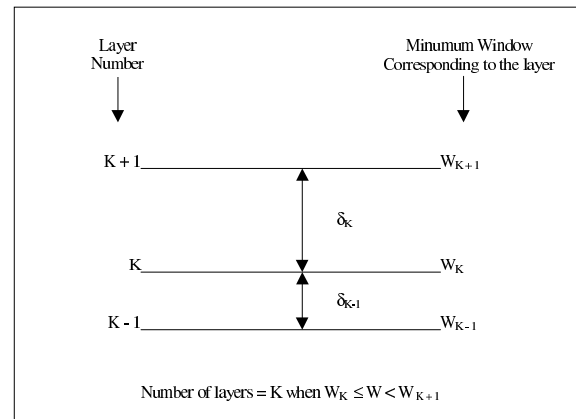 Layer
Number
Minumum Window
Corresponding to the layer
K + 1
W_{K+1}
δ_K
K
W_K
δ_{K-1}
K - 1
W_{K-1}
Number of layers = K when W_K ≤ W < W_{K+1}